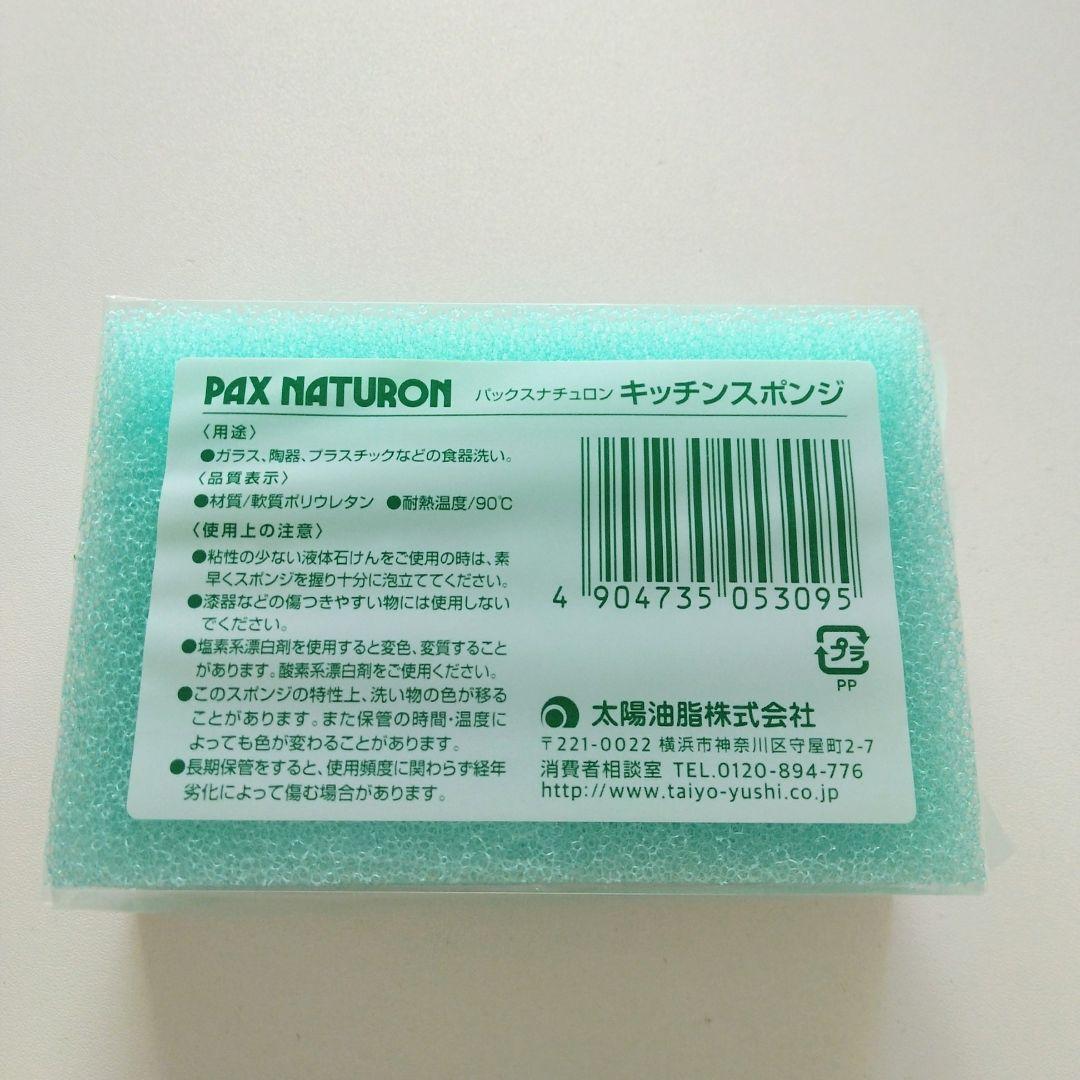 PAX NATURON パックスナチュロン キッチンスポンジ
〈用途〉
●ガラス、陶器、プラスチックなどの食器洗い。
〈品質表示〉
●材質/軟質ポリウレタン ●耐熱温度/90℃
〈使用上の注意〉
●粘性の少ない液体石けんをご使用の時は、素
早くスポンジを握り十分に泡立ててください。
●漆器などの傷つきやすい物には使用しない
でください。
●塩素系漂白剤を使用すると変色、変質すること
があります。酸素系漂白剤をご使用ください。
●このスポンジの特性上、洗い物の色が移る
ことがあります。また保管の時間・温度に
よっても色が変わることがあります。
●長期保管をすると、使用頻度に関わらず経年
劣化によって傷む場合があります。
4 904735 053095
プラ
PP
太陽油脂株式会社
〒221-0022 横浜市神奈川区守屋町2-7
消費者相談室 TEL.0120-894-776
http://www.taiyo-yushi.co.jp